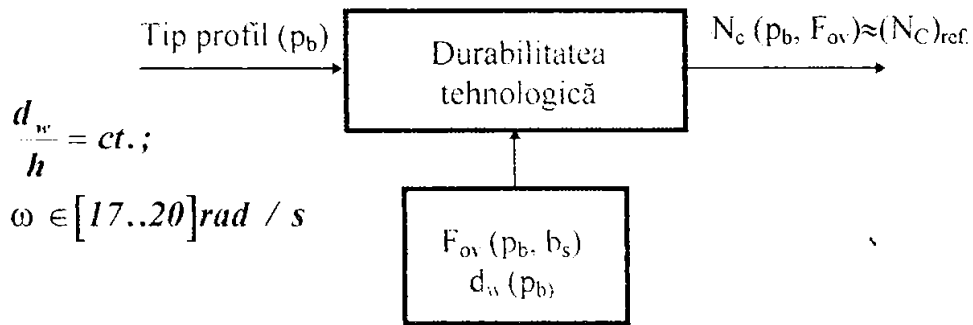 Tip profil (p_b)
Durabilitatea
tehnologică
N_c (p_b, F_ov)≈(N_C)_ref.
d_w/h = ct.;
ω ∈[17..20]rad / s
F_ov (p_b, b_s)
d_w (p_b)